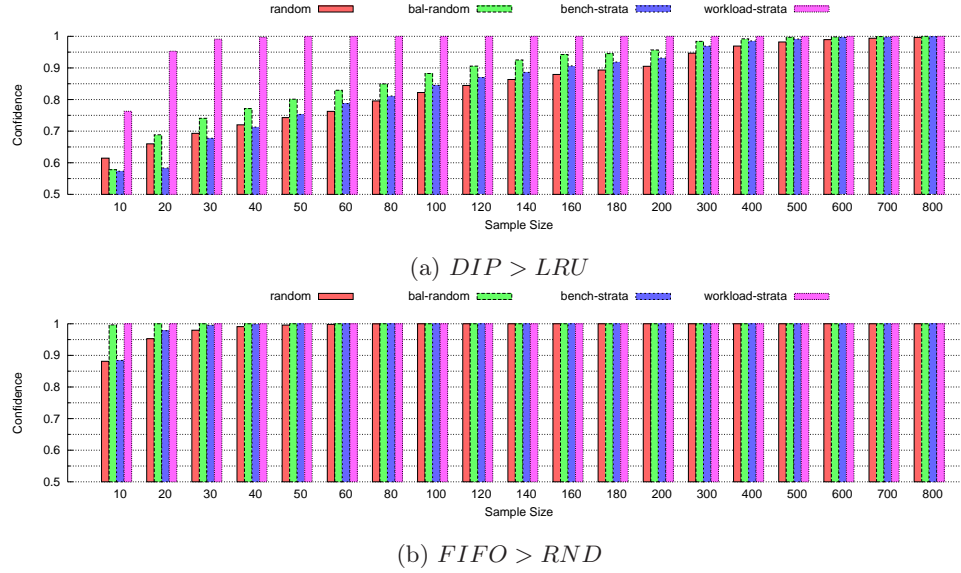 random bal-random bench-strata workload-strata
1
0.9
0.8
0.7
0.6
0.5
Confidence
10 20 30 40 50 60 80 100 120 140 160 180 200 300 400 500 600 700 800
Sample Size
(a) DIP > LRU
random bal-random bench-strata workload-strata
1
0.9
0.8
0.7
0.6
0.5
Confidence
10 20 30 40 50 60 80 100 120 140 160 180 200 300 400 500 600 700 800
Sample Size
(b) FIFO > RND